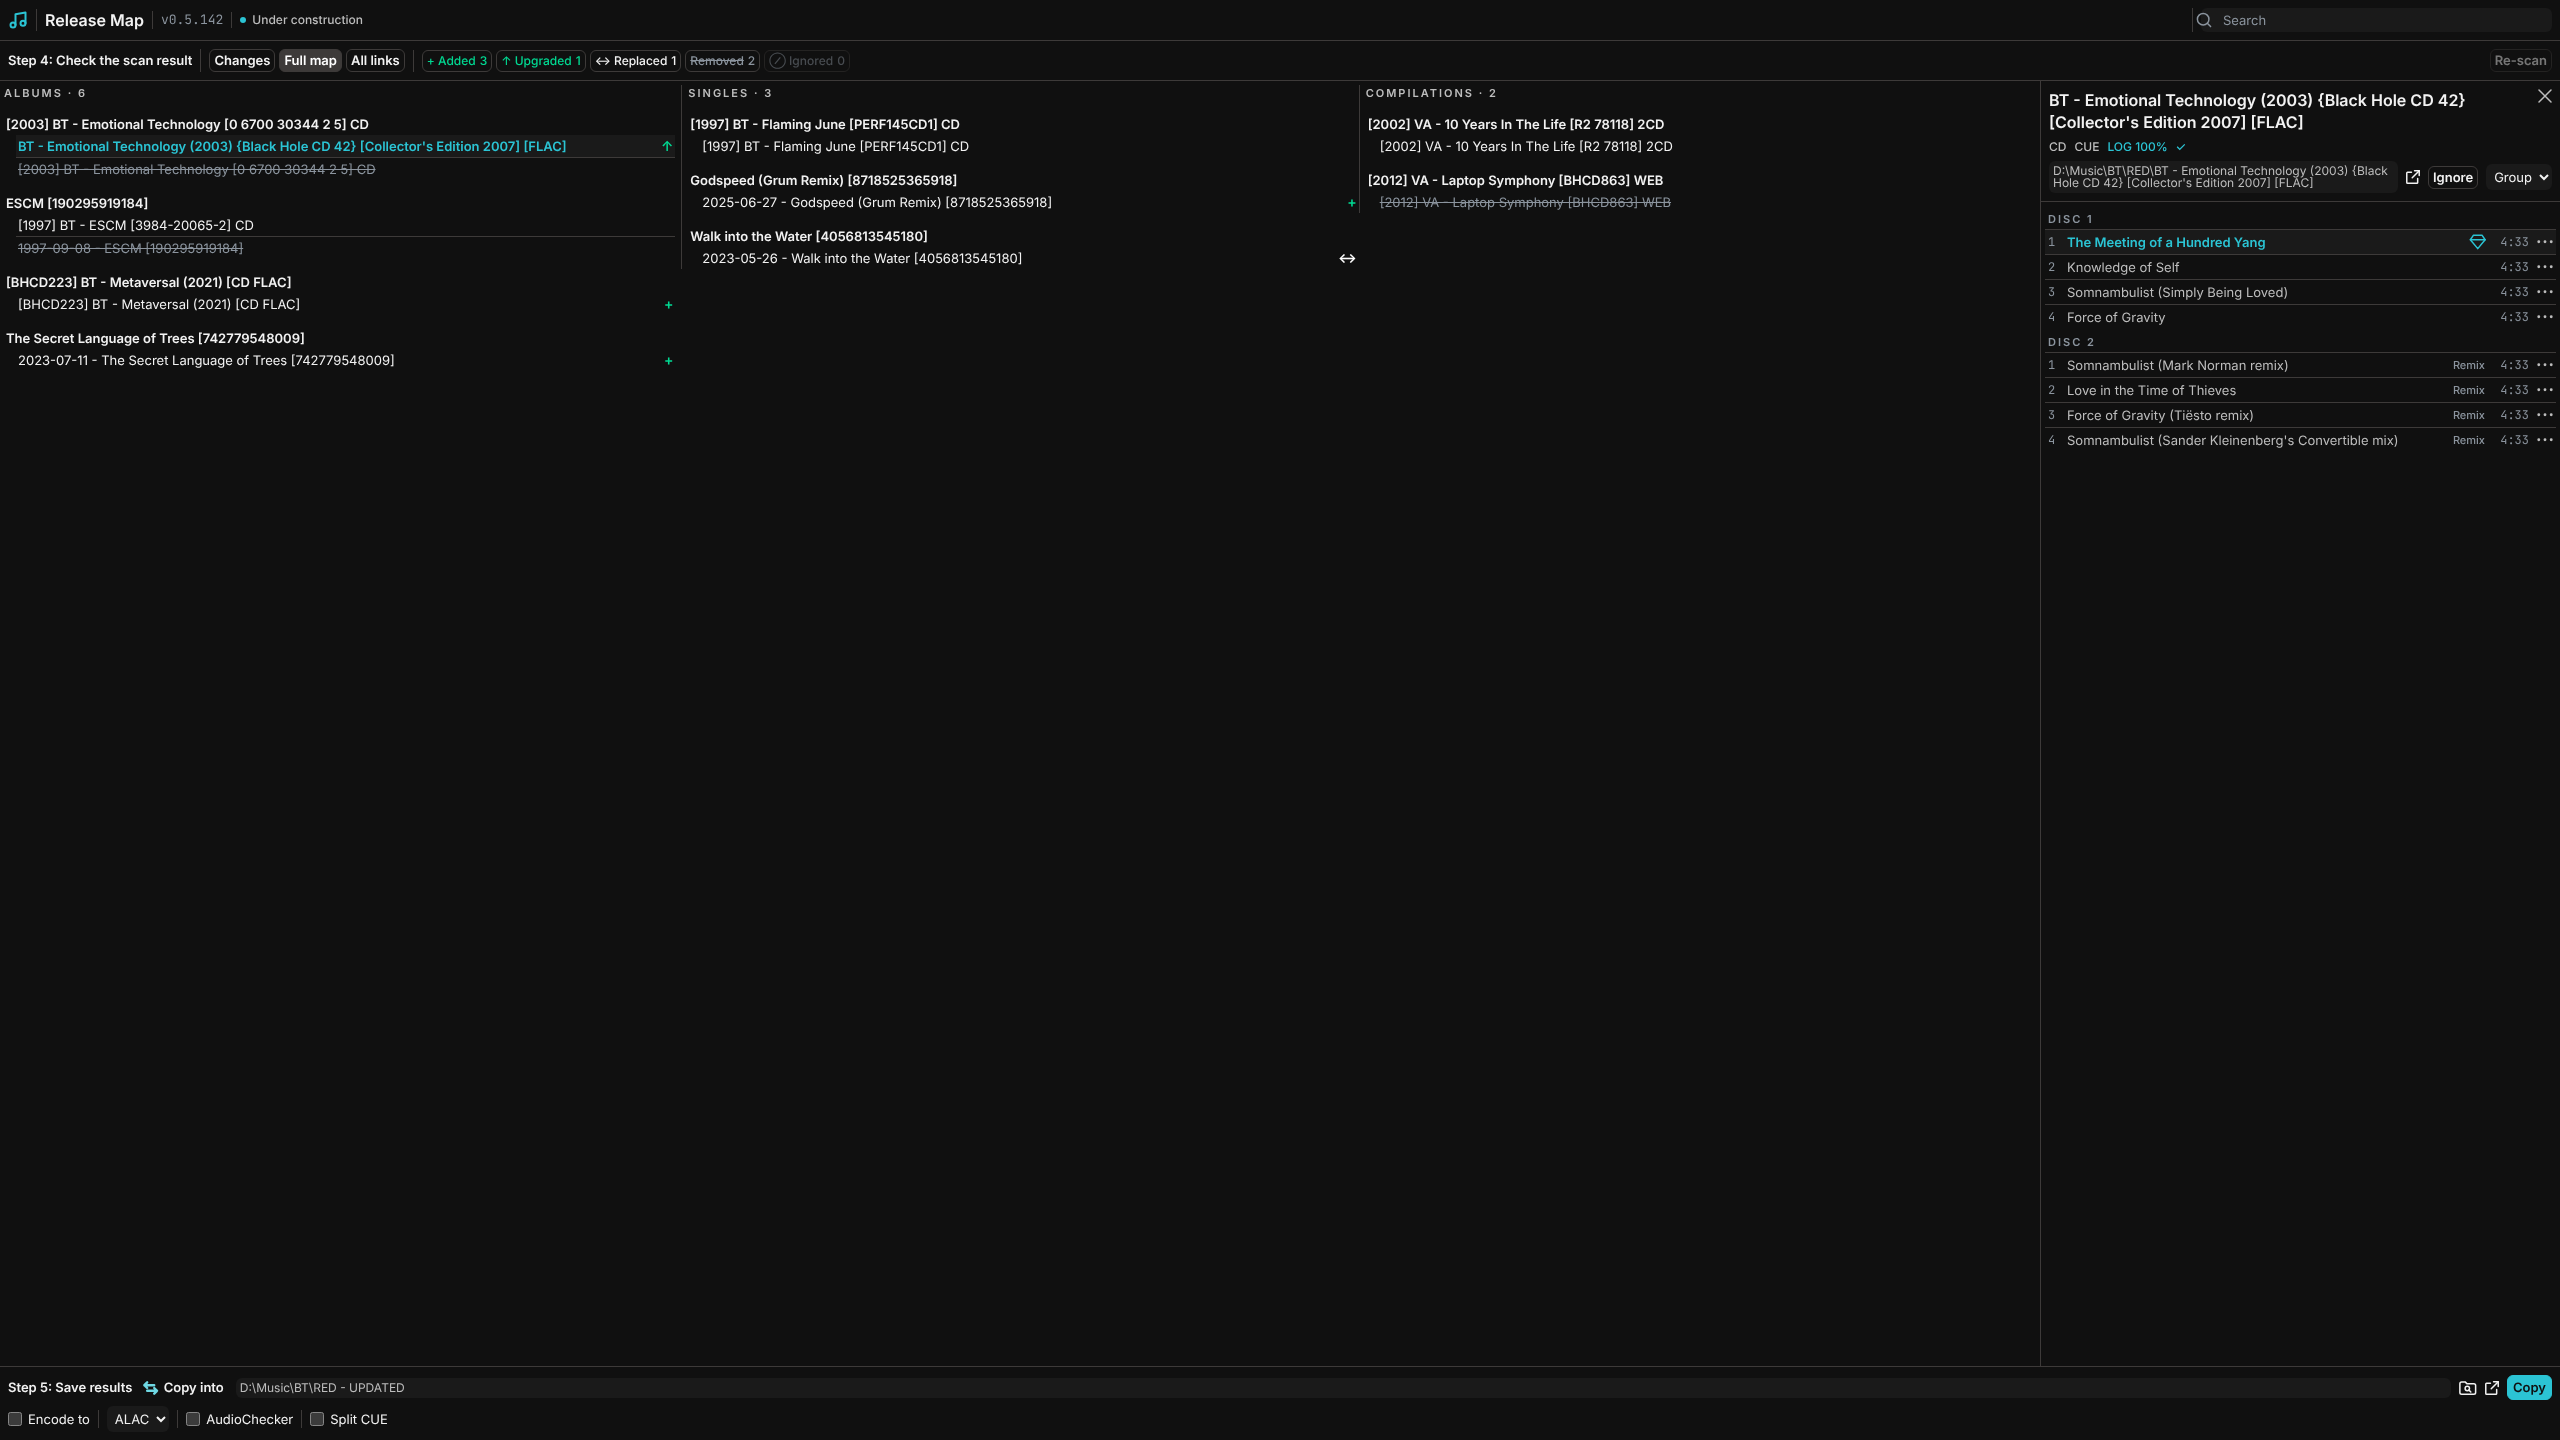 Release Map v0.5.142 Under construction Search
Step 4: Check the scan result Changes Full map All links + Added 3 ↑ Upgraded 1 ↔ Replaced 1 Removed 2 Ignored 0 Re-scan
ALBUMS · 6
[2003] BT - Emotional Technology [0 6700 30344 2 5] CD
BT - Emotional Technology (2003) {Black Hole CD 42} [Collector's Edition 2007] [FLAC] ↑
[2003] BT - Emotional Technology [0 6700 30344 2 5] CD
ESCM [190295919184]
[1997] BT - ESCM [3984-20065-2] CD
1997-09-08 - ESCM [190295919184]
[BHCD223] BT - Metaversal (2021) [CD FLAC]
[BHCD223] BT - Metaversal (2021) [CD FLAC] +
The Secret Language of Trees [742779548009]
2023-07-11 - The Secret Language of Trees [742779548009] +
SINGLES · 3
[1997] BT - Flaming June [PERF145CD1] CD
[1997] BT - Flaming June [PERF145CD1] CD
Godspeed (Grum Remix) [8718525365918]
2025-06-27 - Godspeed (Grum Remix) [8718525365918] +
Walk into the Water [4056813545180]
2023-05-26 - Walk into the Water [4056813545180] ↔
COMPILATIONS · 2
[2002] VA - 10 Years In The Life [R2 78118] 2CD
[2002] VA - 10 Years In The Life [R2 78118] 2CD
[2012] VA - Laptop Symphony [BHCD863] WEB
[2012] VA - Laptop Symphony [BHCD863] WEB
BT - Emotional Technology (2003) {Black Hole CD 42}
[Collector's Edition 2007] [FLAC]
CD CUE LOG 100% ✓
D:\Music\BT\RED\BT - Emotional Technology (2003) {Black
Hole CD 42} [Collector's Edition 2007] [FLAC]
Ignore Group
DISC 1
1 The Meeting of a Hundred Yang 4:33 ···
2 Knowledge of Self 4:33 ···
3 Somnambulist (Simply Being Loved) 4:33 ···
4 Force of Gravity 4:33 ···
DISC 2
1 Somnambulist (Mark Norman remix) Remix 4:33 ···
2 Love in the Time of Thieves Remix 4:33 ···
3 Force of Gravity (Tiësto remix) Remix 4:33 ···
4 Somnambulist (Sander Kleinenberg's Convertible mix) Remix 4:33 ···
Step 5: Save results Copy into D:\Music\BT\RED - UPDATED Copy
Encode to ALAC AudioChecker Split CUE